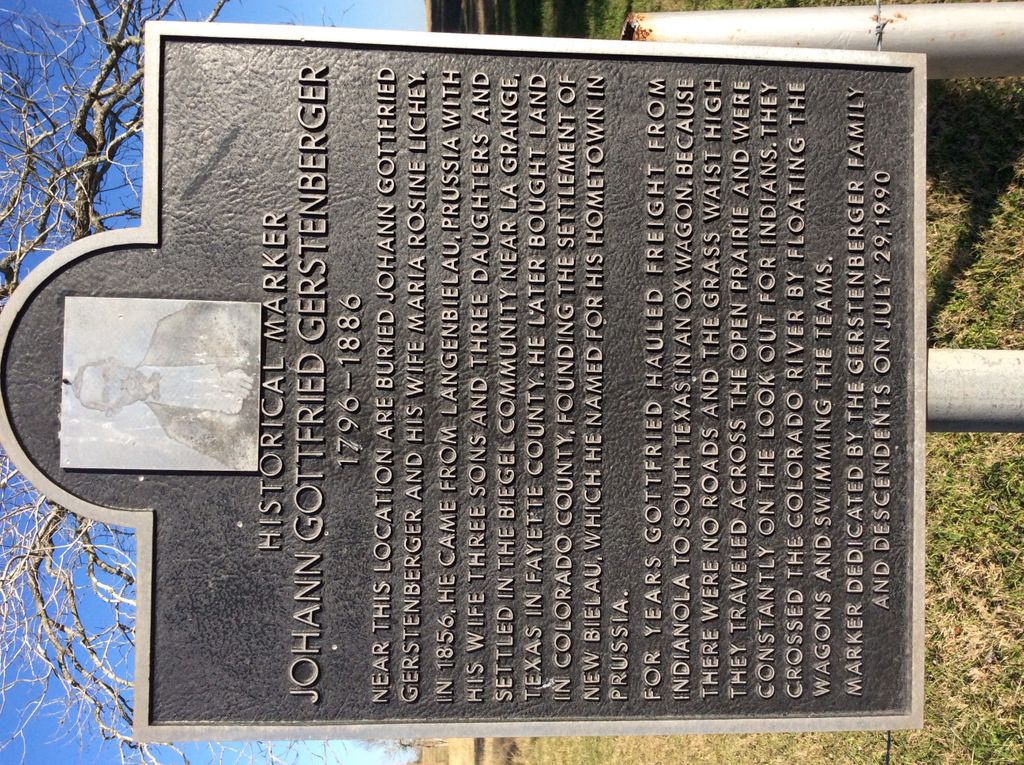 HISTORICAL MARKER
JOHANN GOTTFRIED GERSTENBERGER
1796–1886
NEAR THIS LOCATION ARE BURIED JOHANN GOTTFRIED
GERSTENBERGER AND HIS WIFE MARIA ROSINE LICHEY.
IN 1856, HE CAME FROM LANGENBIELAU, PRUSSIA WITH
HIS WIFE THREE SONS AND THREE DAUGHTERS AND
SETTLED IN THE BIEGEL COMMUNITY NEAR LA GRANGE,
TEXAS IN FAYETTE COUNTY. HE LATER BOUGHT LAND
IN COLORADO COUNTY, FOUNDING THE SETTLEMENT OF
NEW BIELAU, WHICH HE NAMED FOR HIS HOMETOWN IN
PRUSSIA.
FOR YEARS GOTTFRIED HAULED FREIGHT FROM
INDIANOLA TO SOUTH TEXAS IN AN OX WAGON. BECAUSE
THERE WERE NO ROADS AND THE GRASS WAIST HIGH
THEY TRAVELED ACROSS THE OPEN PRAIRIE AND WERE
CONSTANTLY ON THE LOOK OUT FOR INDIANS. THEY
CROSSED THE COLORADO RIVER BY FLOATING THE
WAGONS AND SWIMMING THE TEAMS.
MARKER DEDICATED BY THE GERSTENBERGER FAMILY
AND DESCENDENTS ON JULY 29, 1990